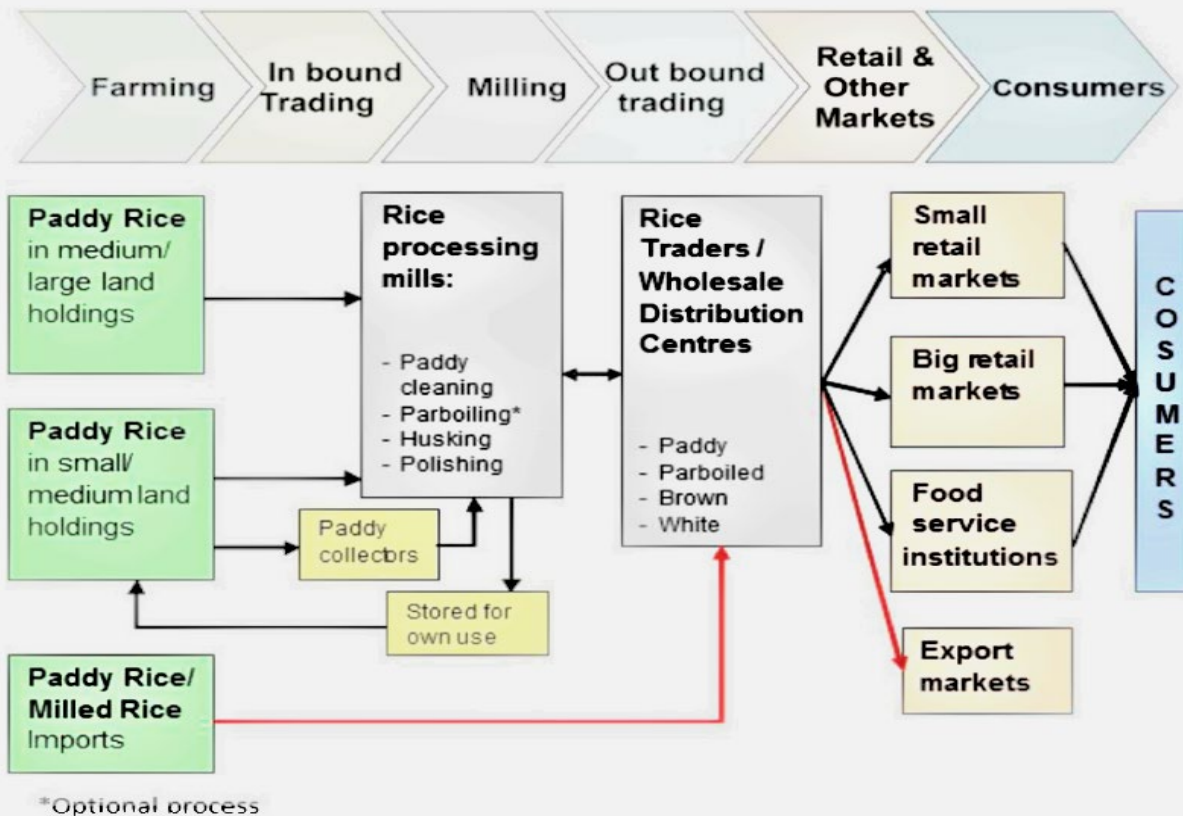 Farming
In bound
Trading
Milling
Out bound
trading
Retail &
Other
Markets
Consumers
Paddy Rice
in medium/
large land
holdings
Rice
processing
mills:
- Paddy
cleaning
- Parboiling*
- Husking
- Polishing
Rice
Traders /
Wholesale
Distribution
Centres
- Paddy
- Parboiled
- Brown
- White
Small
retail
markets
Big retail
markets
Food
service
institutions
Export
markets
C
O
S
U
M
E
R
S
Paddy Rice
in small/
medium land
holdings
Paddy
collectors
Stored for
own use
Paddy Rice/
Milled Rice
Imports
*Optional process